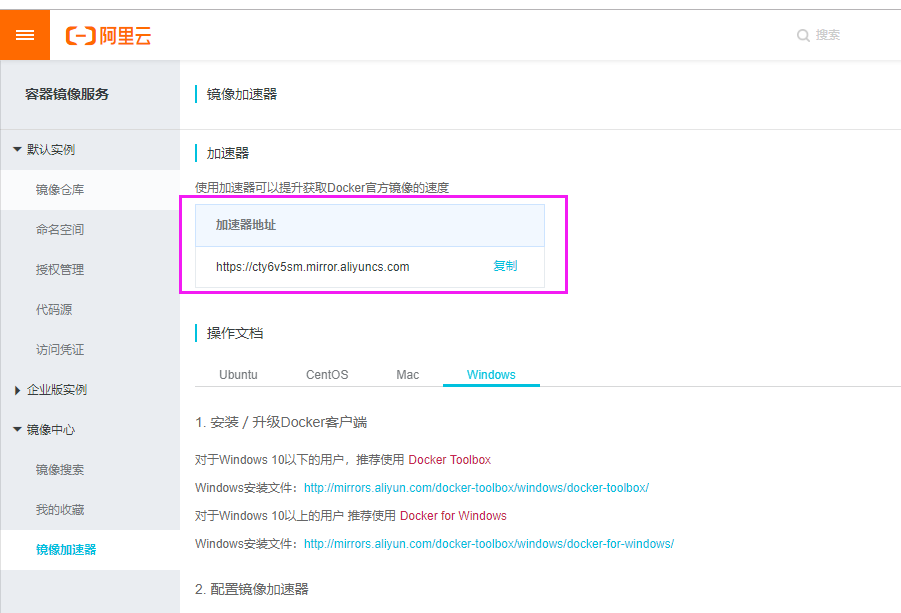 阿里云
搜索
容器镜像服务
镜像加速器
默认实例
加速器
镜像仓库
使用加速器可以提升获取Docker官方镜像的速度
命名空间
加速器地址
授权管理
https://cty6v5sm.mirror.aliyuncs.com
复制
代码源
操作文档
访问凭证
Ubuntu CentOS Mac Windows
企业版实例
镜像中心
1. 安装 / 升级Docker客户端
镜像搜索
对于Windows 10以下的用户，推荐使用 Docker Toolbox
Windows安装文件：http://mirrors.aliyun.com/docker-toolbox/windows/docker-toolbox/
我的收藏
对于Windows 10以上的用户 推荐使用 Docker for Windows
镜像加速器
Windows安装文件：http://mirrors.aliyun.com/docker-toolbox/windows/docker-for-windows/
2. 配置镜像加速器